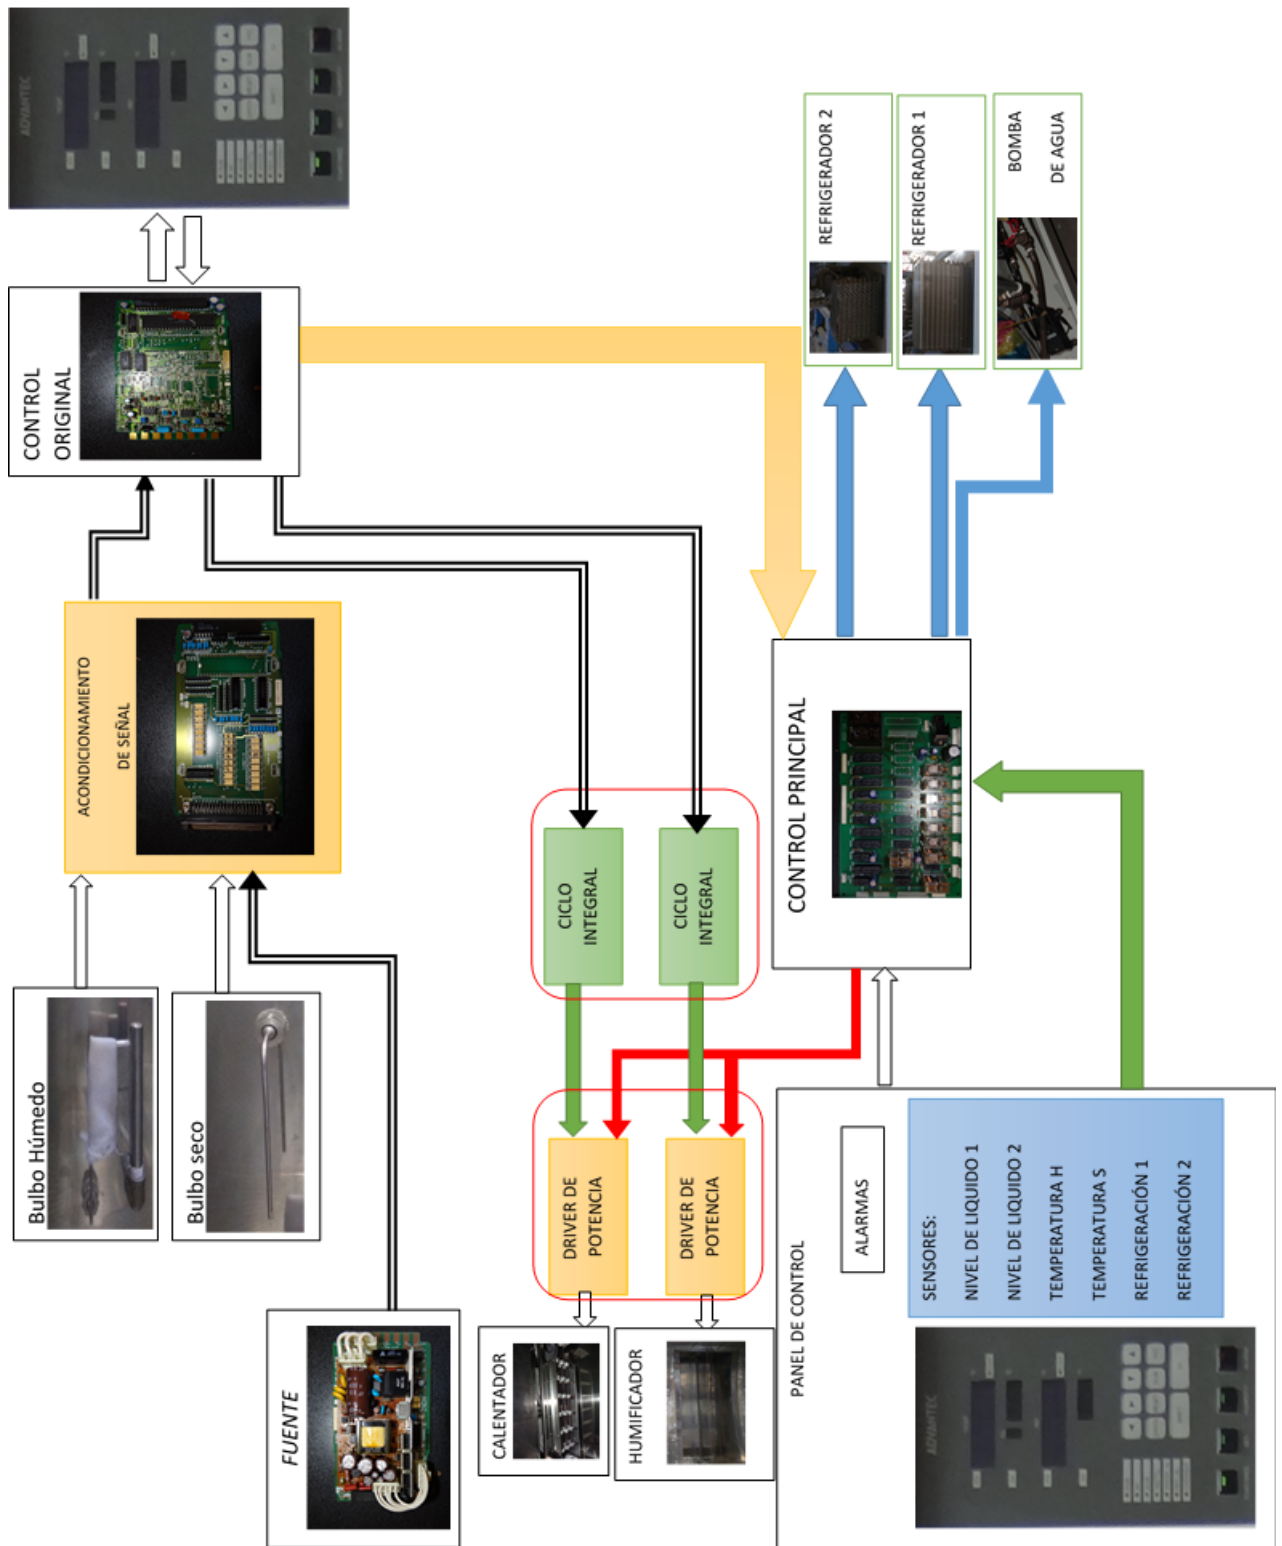 Bulbo Húmedo
Bulbo seco
FUENTE
ACONDICIONAMIENTO
DE SEÑAL
CONTROL
ORIGINAL
ADVANTEC
CALENTADOR
HUMIFICADOR
DRIVER DE
POTENCIA
DRIVER DE
POTENCIA
CICLO
INTEGRAL
CICLO
INTEGRAL
PANEL DE CONTROL
ALARMAS
SENSORES:
NIVEL DE LIQUIDO 1
NIVEL DE LIQUIDO 2
TEMPERATURA H
TEMPERATURA S
REFRIGERACIÓN 1
REFRIGERACIÓN 2
ADVANTEC
CONTROL PRINCIPAL
REFRIGERADOR 2
REFRIGERADOR 1
BOMBA
DE AGUA